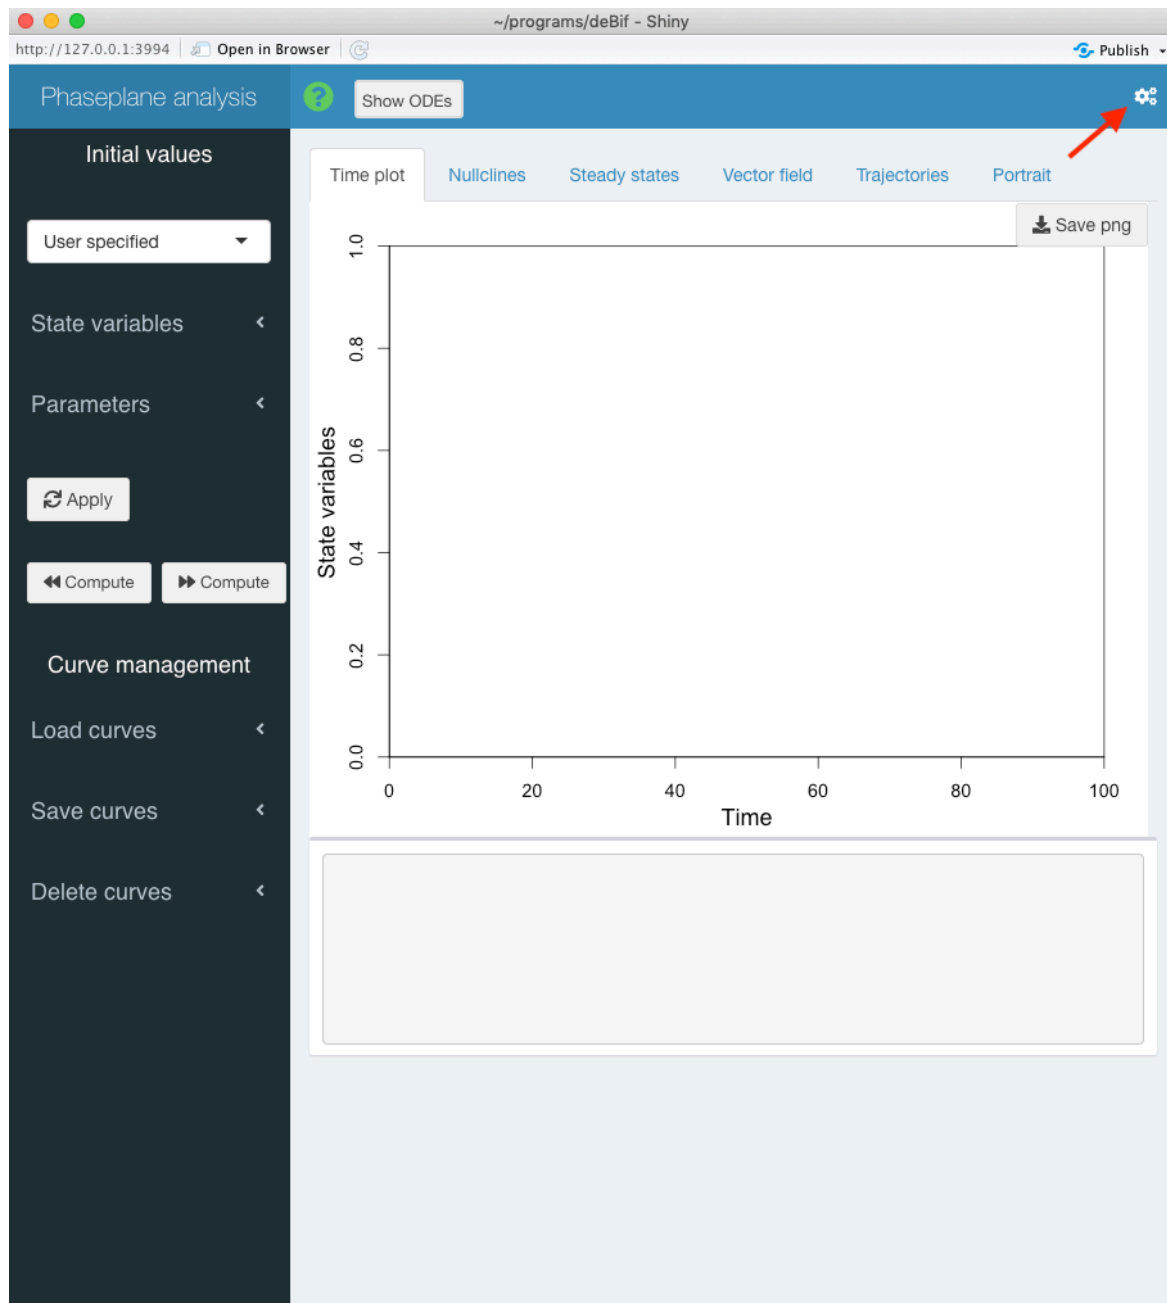 ~/programs/deBif - Shiny
http://127.0.0.1:3994 Open in Browser Publish
Phaseplane analysis Show ODEs
Initial values
Time plot Nullclines Steady states Vector field Trajectories Portrait
User specified
Save png
State variables
Parameters
Apply
Compute Compute
Curve management
Load curves
Save curves
Delete curves
State variables
1.0
0.8
0.6
0.4
0.2
0.0
0 20 40 60 80 100
Time